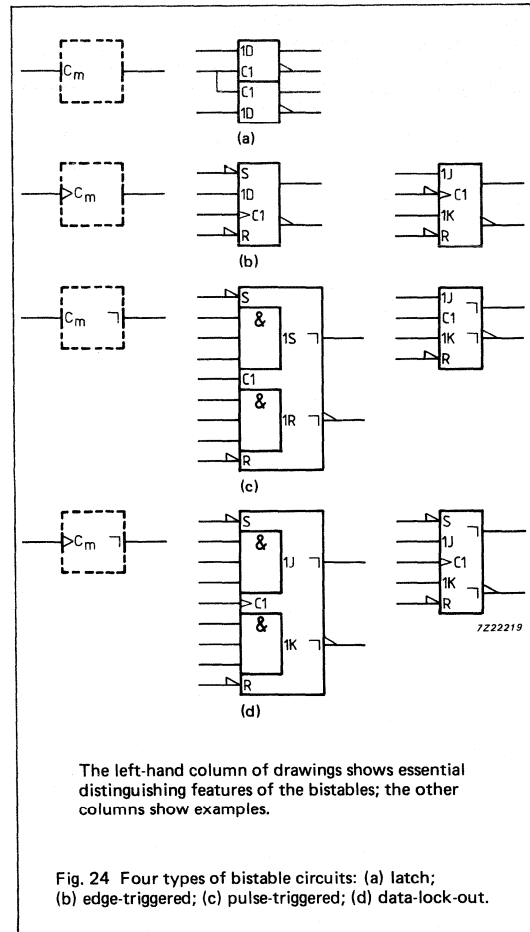 Cm
1D
C1
C1
1D
(a)
Cm
S
1D
C1
R
1J
C1
1K
R
(b)
Cm
S
&
1S
C1
&
1R
R
1J
C1
1K
R
(c)
Cm
S
&
1J
C1
&
1K
R
S
1J
C1
1K
R
7Z22219
(d)
The left-hand column of drawings shows essential
distinguishing features of the bistables; the other
columns show examples.
Fig. 24 Four types of bistable circuits: (a) latch;
(b) edge-triggered; (c) pulse-triggered; (d) data-lock-out.